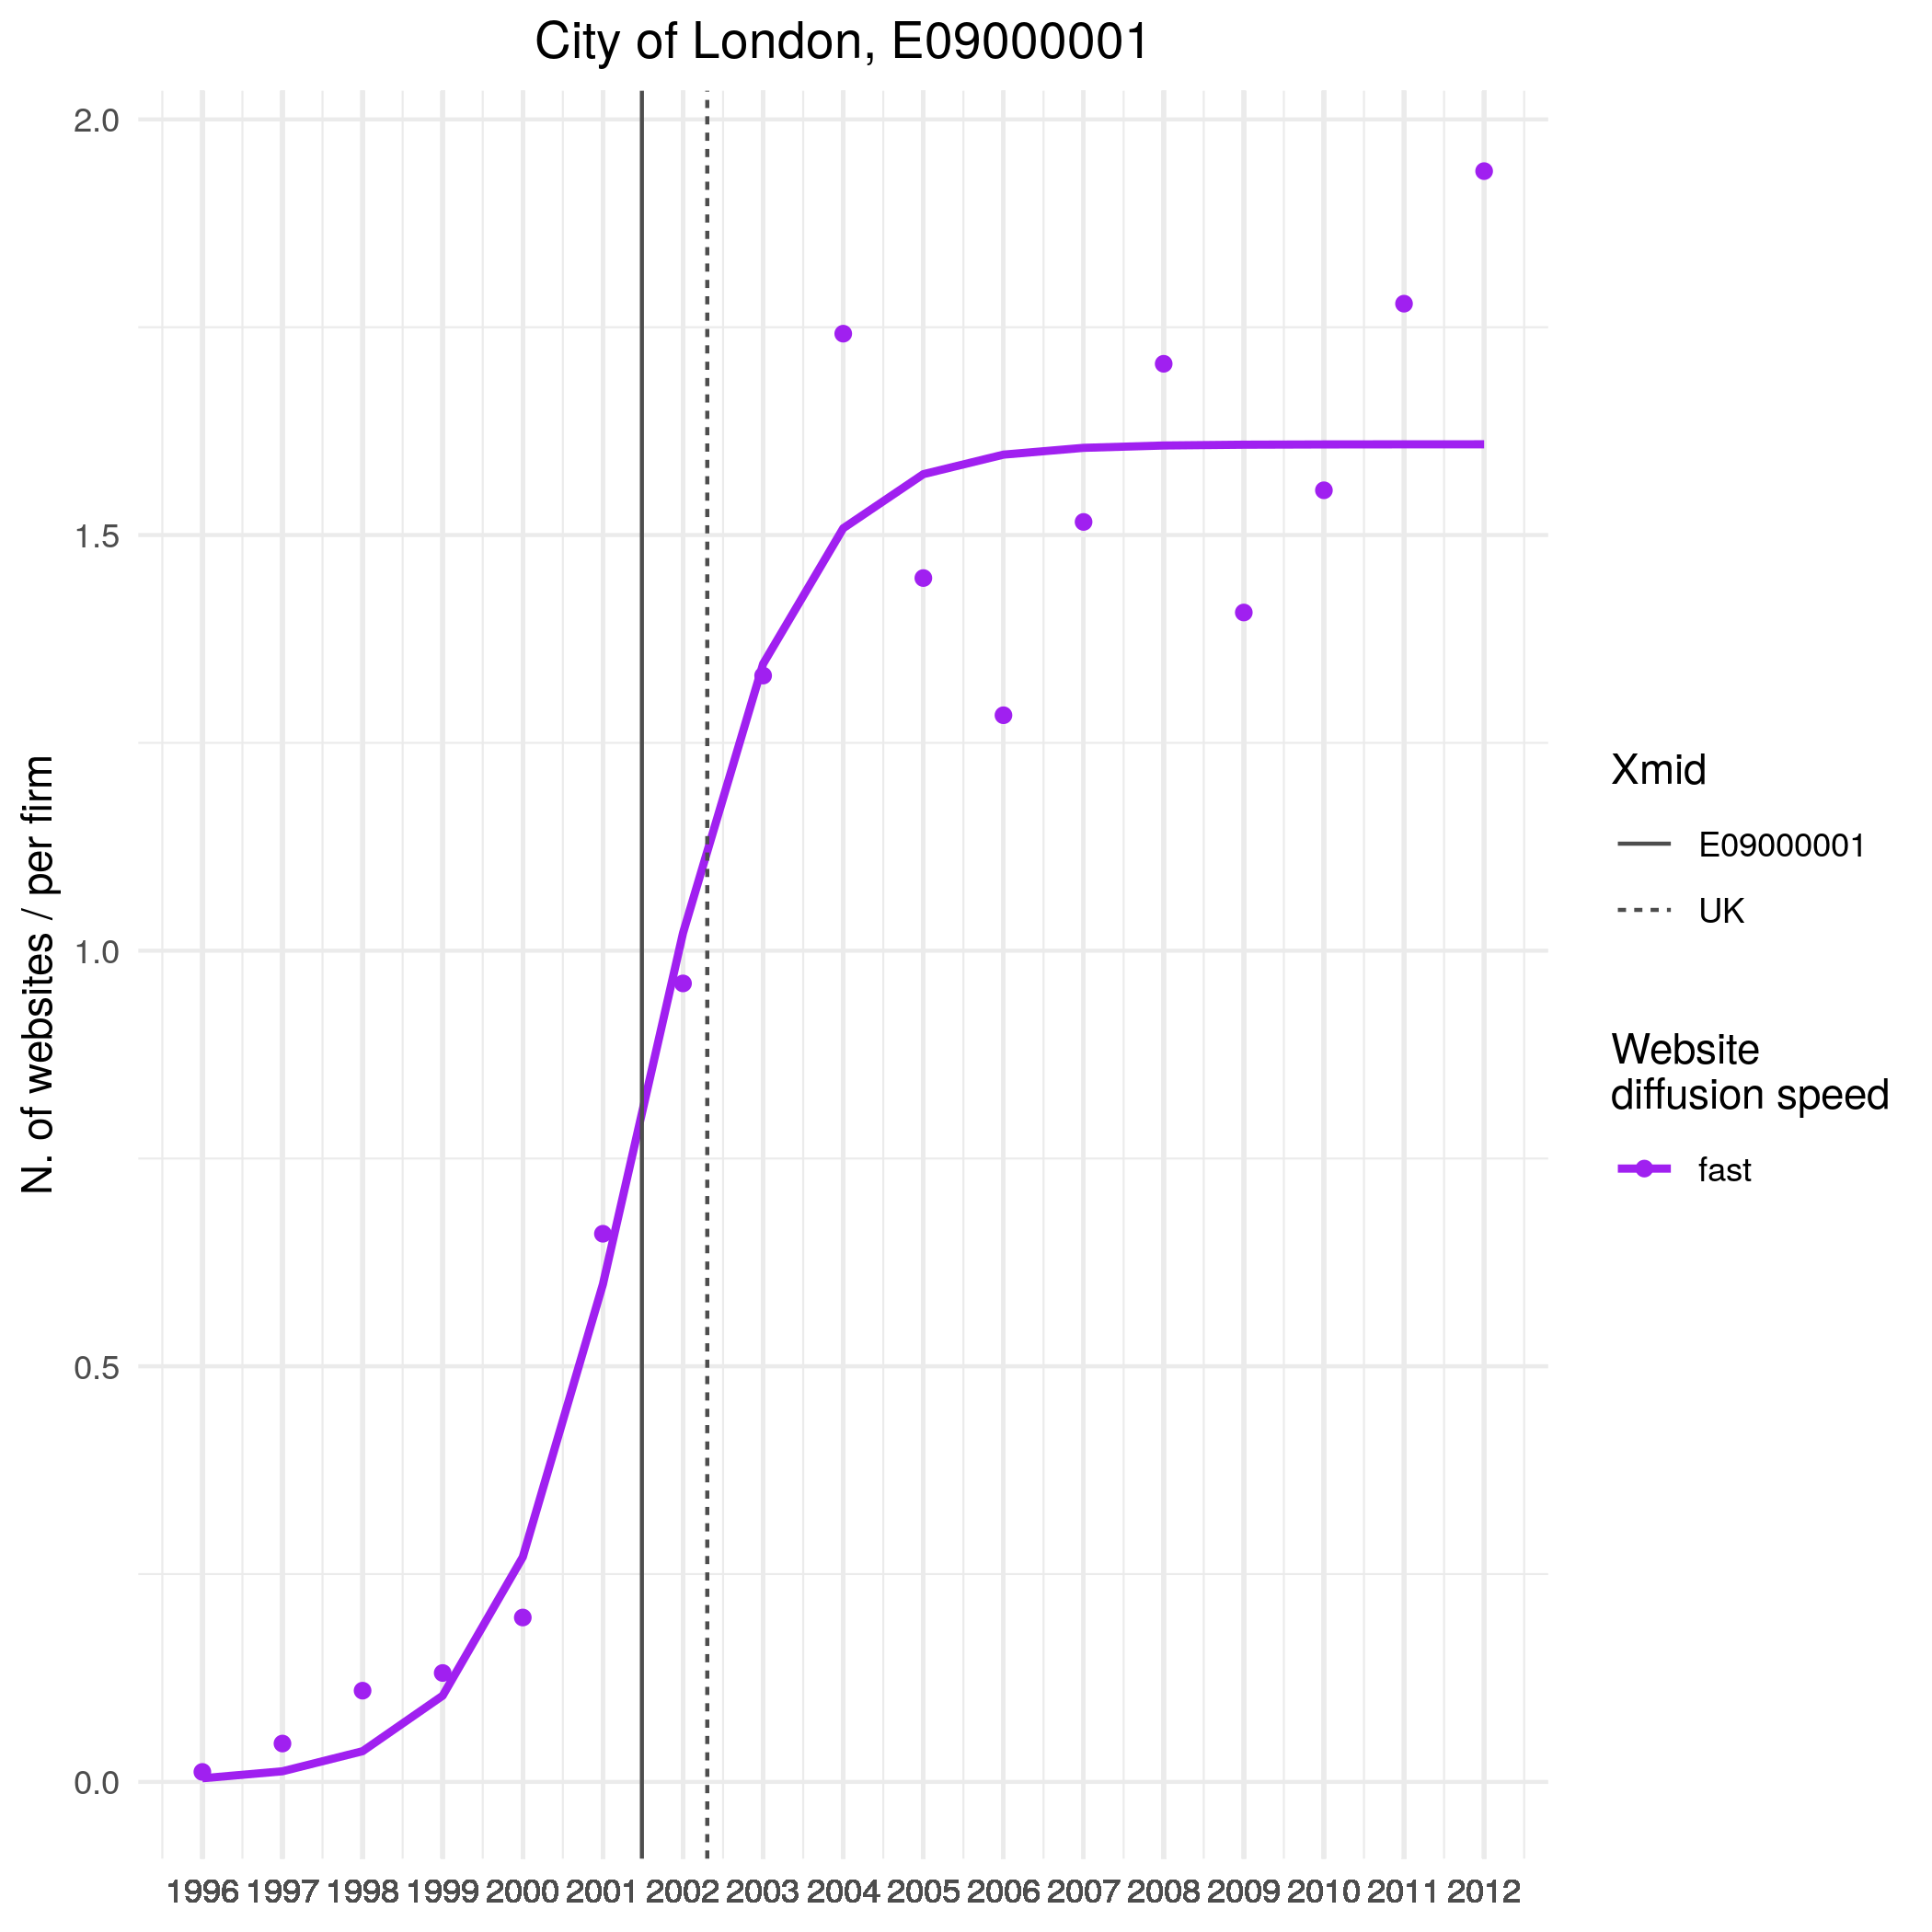 City of London, E09000001
2.0
1.5
1.0
0.5
0.0
N. of websites / per firm
1996 1997 1998 1999 2000 2001 2002 2003 2004 2005 2006 2007 2008 2009 2010 2011 2012
Xmid
E09000001
UK
Website
diffusion speed
fast